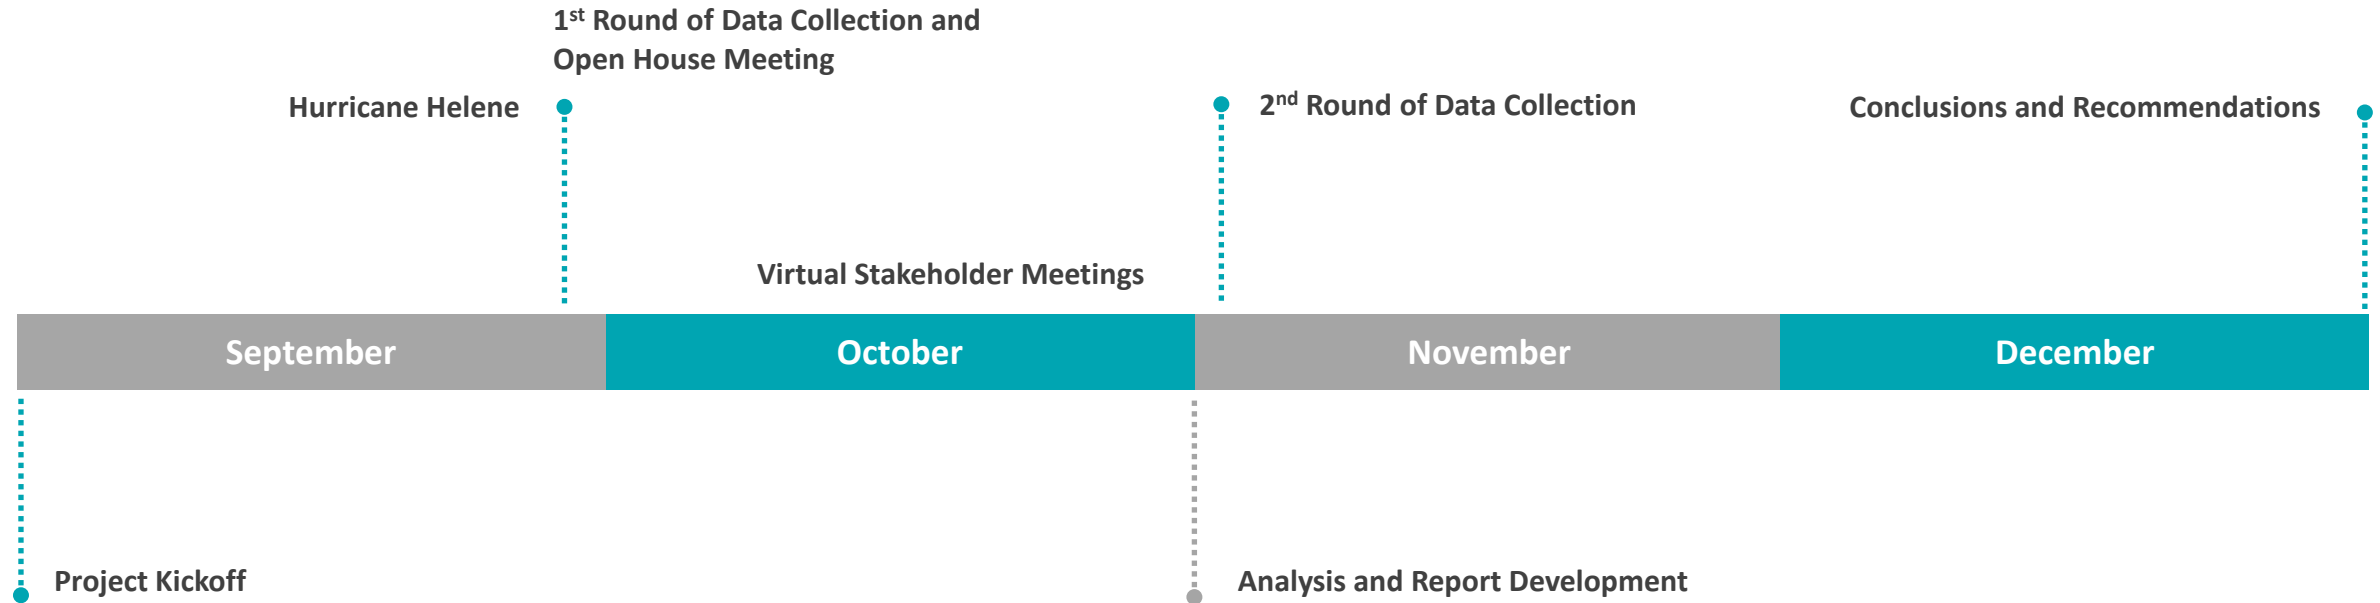 1st Round of Data Collection and
Open House Meeting
Hurricane Helene
2nd Round of Data Collection
Conclusions and Recommendations
Virtual Stakeholder Meetings
September
October
November
December
Project Kickoff
Analysis and Report Development